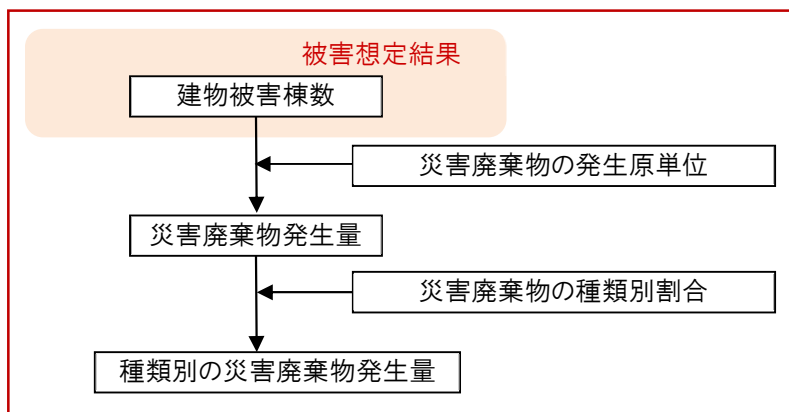 被害想定結果
建物被害棟数
災害廃棄物の発生原単位
災害廃棄物発生量
災害廃棄物の種類別割合
種類別の災害廃棄物発生量